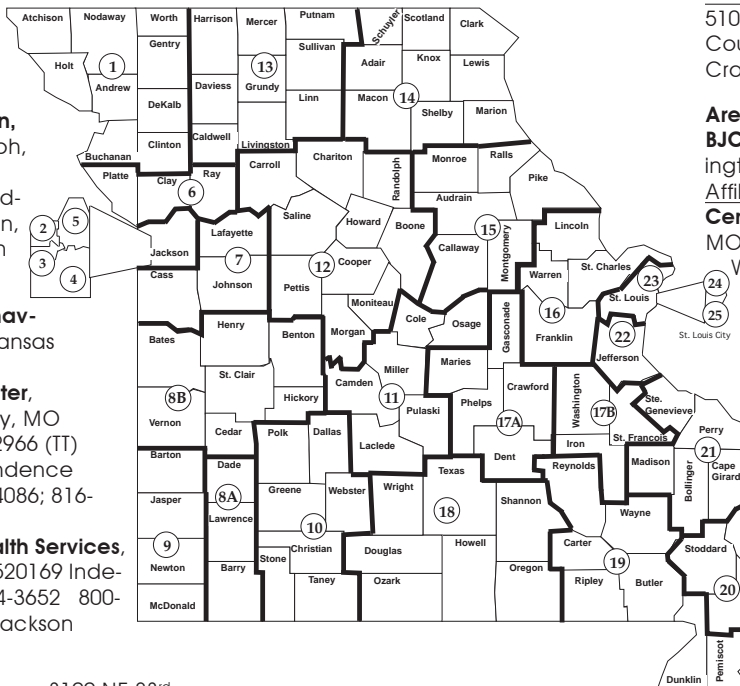 510
Cou
Cro
Are
BJC
ingt
Affil
Cen
MO
W
n,
oh,
d-
n,
n
nav-
ansas
ter,
y, MO
2966 (TT)
ndence
4086; 816-
alth Services,
620169 Inde-
4-3652 800-
ackson
Atchison Nodaway Worth Harrison Mercer Putnam Schuyler Scotland Clark
Gentry Sullivan Adair Knox Lewis
Holt 1 13
Andrew Daviess Grundy Linn Macon 14 Shelby Marion
DeKalb
Clinton Caldwell Livingston
Buchanan Ray Carroll Chariton Randolph Monroe Ralls
Platte Clay 6 Pike
Saline Howard Boone Audrain
2 5 Lafayette Callaway 15 Montgomery Lincoln
3 4 Jackson 7 12 Cooper Warren St. Charles
Cass Johnson Pettis Moniteau 23 24
St. Louis 25
16 22 St. Louis City
Bates Henry Benton Morgan Cole Osage Gasconade Franklin Jefferson
St. Clair Camden Miller Maries
8B Hickory 11 Pulaski Phelps Crawford Washington Ste.
Genevieve
Vernon Cedar Polk Dallas Laclede 17A 17B Perry
Iron St. Francois 21
Barton Dade Dent Reynolds Madison Bollinger Cape
Girard
8A Greene Webster Wright Texas Shannon
Jasper Lawrence 10 18 Wayne
9 Christian Douglas Howell Carter Stoddard
Newton Barry Stone Taney Ozark Oregon 19
Ripley Butler 20
McDonald
Dunklin Pemiscot